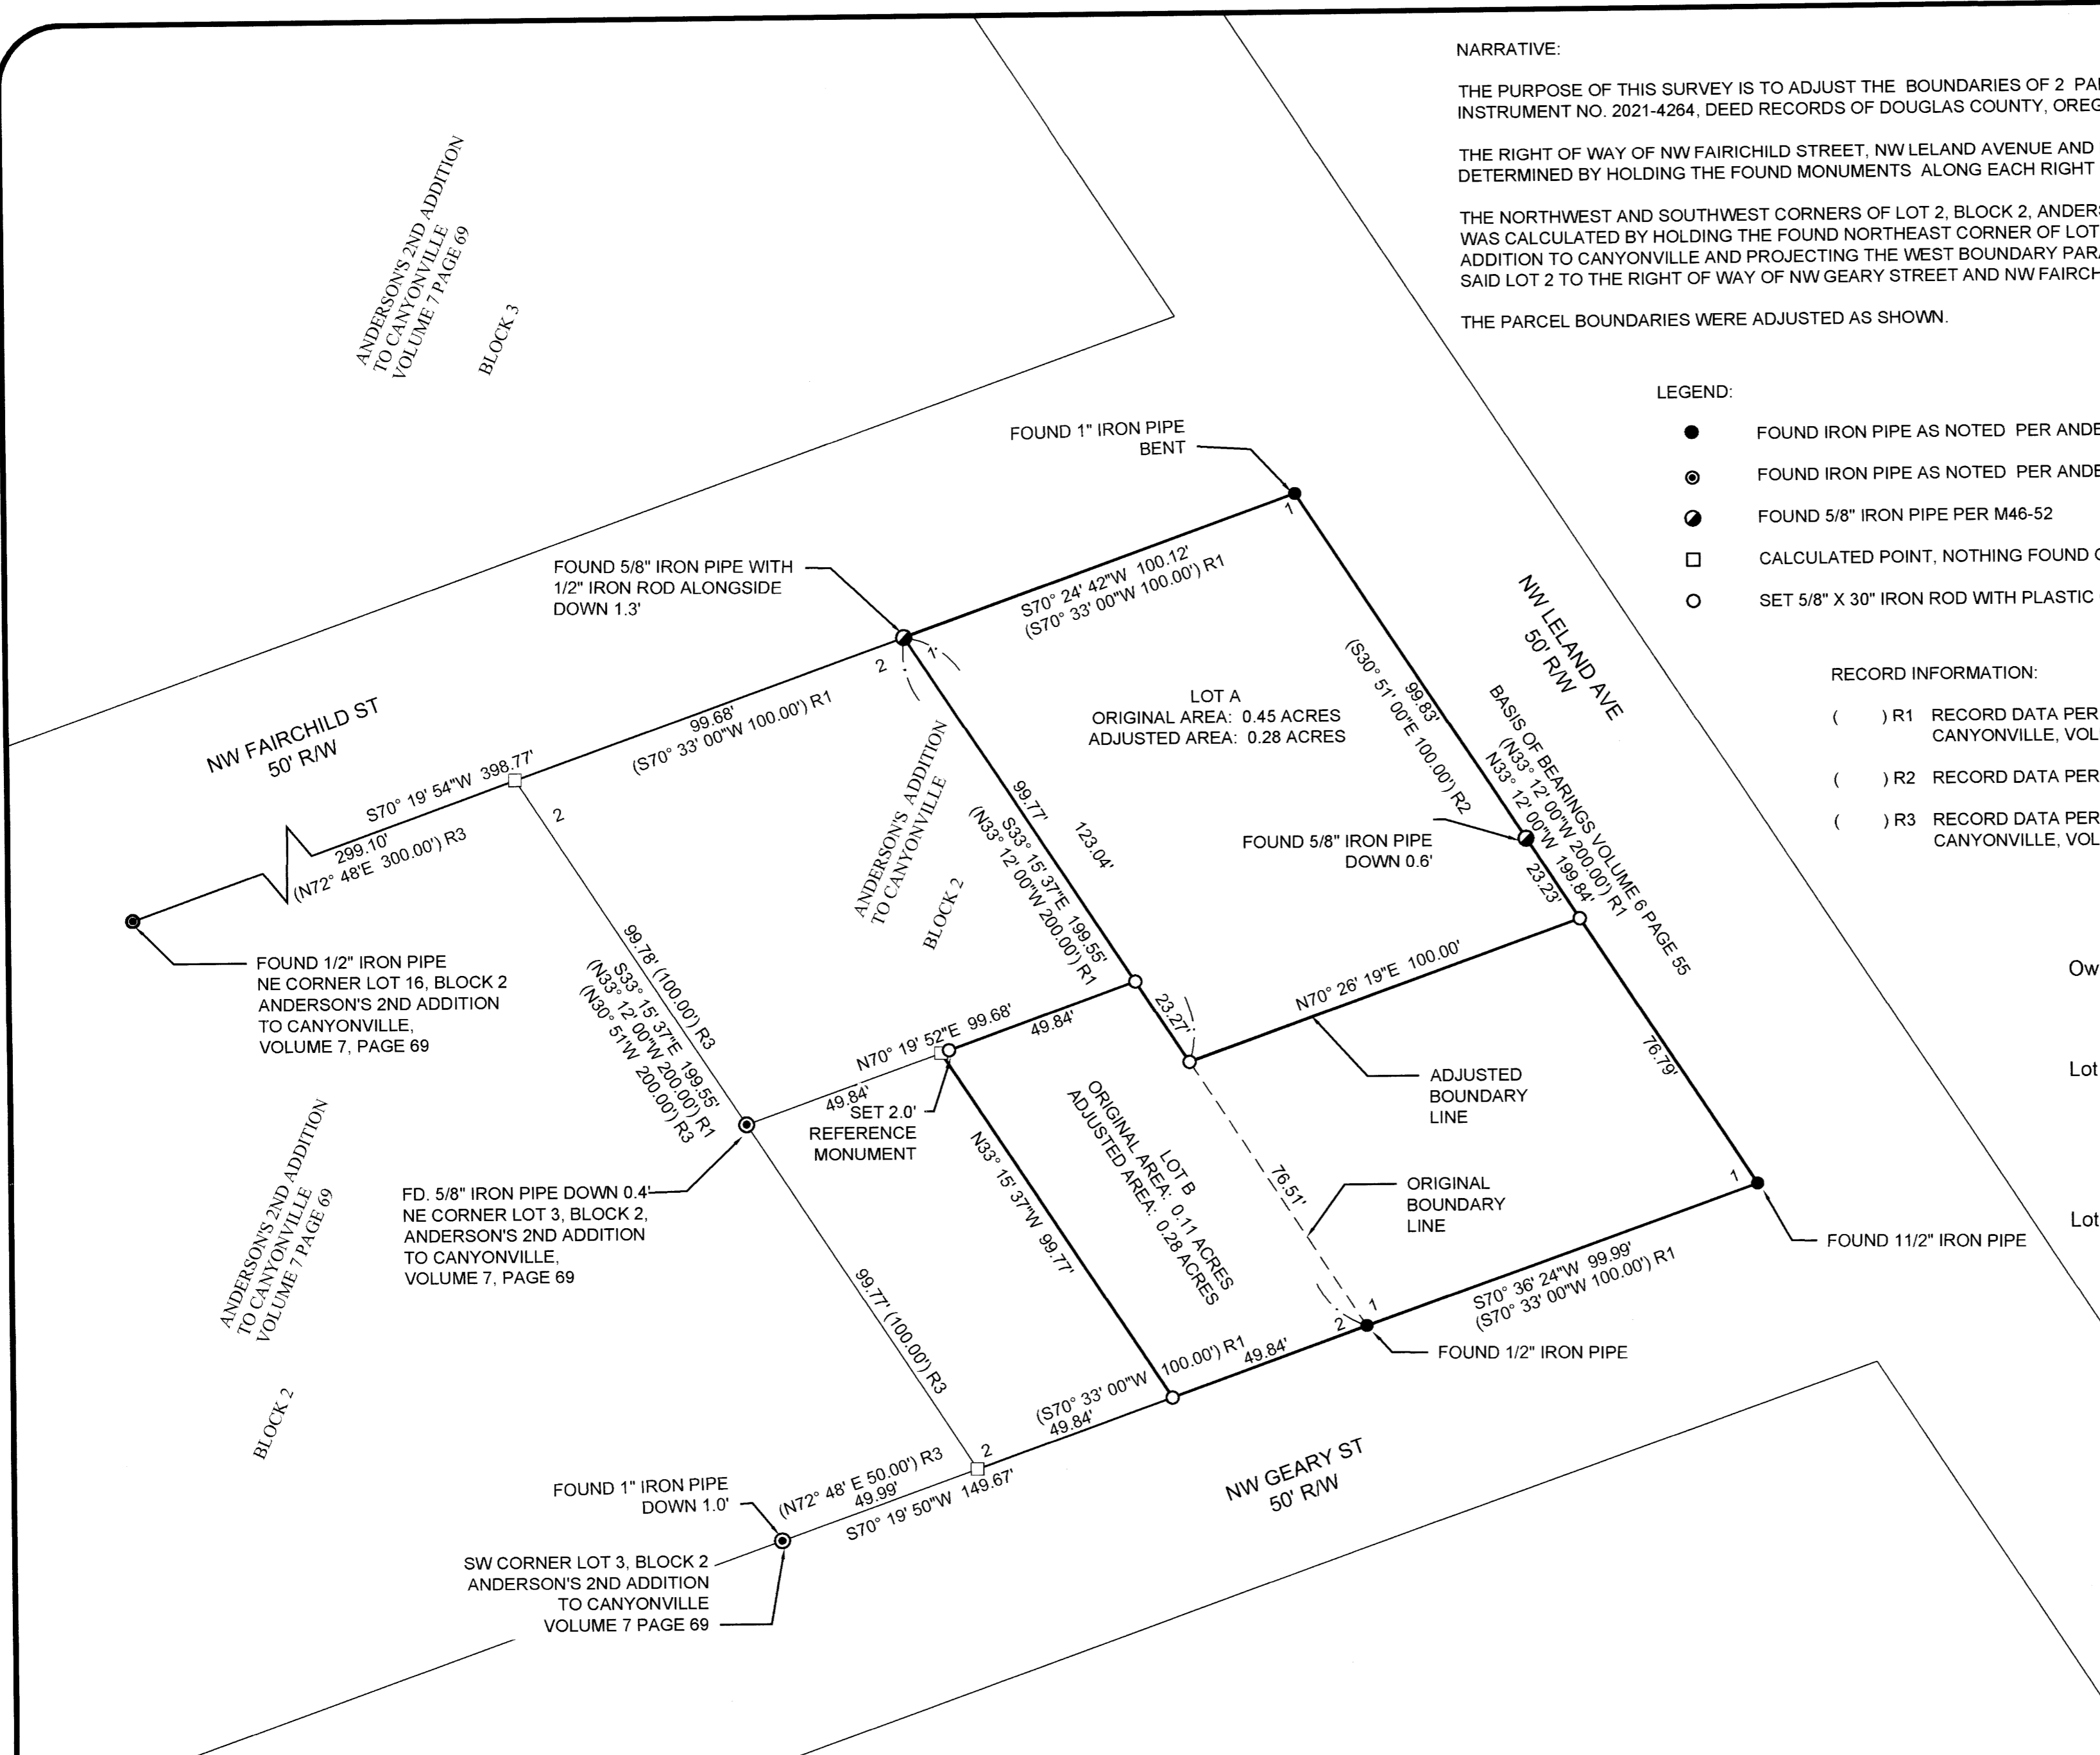 NARRATIVE:
THE PURPOSE OF THIS SURVEY IS TO ADJUST THE BOUNDARIES OF 2
INSTRUMENT NO. 2021-4264, DEED RECORDS OF DOUGLAS COUNTY,
THE RIGHT OF WAY OF NW FAIRICHILD STREET, NW LELAND AVENUE AND
DETERMINED BY HOLDING THE FOUND MONUMENTS ALONG EACH RIGHT
THE NORTHWEST AND SOUTHWEST CORNERS OF LOT 2, BLOCK 2,
WAS CALCULATED BY HOLDING THE FOUND NORTHEAST CORNER OF LOT
ADDITION TO CANYONVILLE AND PROJECTING THE WEST BOUNDARY
SAID LOT 2 TO THE RIGHT OF WAY OF NW GEARY STREET AND NW
THE PARCEL BOUNDARIES WERE ADJUSTED AS SHOWN.
LEGEND:
FOUND IRON PIPE AS NOTED PER
FOUND IRON PIPE AS NOTED PER
FOUND 5/8" IRON PIPE PER M46-52
CALCULATED POINT, NOTHING FOUND
SET 5/8" X 30" IRON ROD WITH PLASTIC
RECORD INFORMATION:
( ) R1 RECORD DATA PER
CANYONVILLE, VOL
( ) R2 RECORD DATA PER
( ) R3 RECORD DATA PER
CANYONVILLE, VOL
Ow
Lot
Lot
ANDERSON'S 2ND ADDITION
TO CANYONVILLE
VOLUME 7 PAGE 69
BLOCK 3
FOUND 1" IRON PIPE
BENT
1
FOUND 5/8" IRON PIPE WITH
1/2" IRON ROD ALONGSIDE
DOWN 1.3'
S70° 24' 42"W 100.12'
(S70° 33' 00"W 100.00') R1
2
1
NW LELAND AVE
50' R/W
NW FAIRCHILD ST
50' R/W
99.68'
(S70° 33' 00"W 100.00') R1
LOT A
ORIGINAL AREA: 0.45 ACRES
ADJUSTED AREA: 0.28 ACRES
99.83'
(S30° 51' 00"E 100.00') R2
BASIS OF BEARINGS VOLUME 6 PAGE 55
(N33° 12' 00"W 200.00') R1
N33° 12' 00"W 199.84'
S70° 19' 54"W 398.77'
299.10'
(N72° 48'E 300.00') R3
2
ANDERSON'S ADDITION
TO CANYONVILLE
BLOCK 2
99.77'
123.04'
S33° 15' 37"E 199.55'
(N33° 12' 00"W 200.00') R1
FOUND 5/8" IRON PIPE
DOWN 0.6'
23.23'
FOUND 1/2" IRON PIPE
NE CORNER LOT 16, BLOCK 2
ANDERSON'S 2ND ADDITION
TO CANYONVILLE,
VOLUME 7, PAGE 69
99.78' (100.00') R3
S33° 15' 37"E 199.55'
(N33° 12' 00"W 200.00') R1
(N30° 51'W 200.00') R3
N70° 26' 19"E 100.00'
23.27'
N70° 19' 52"E 99.68'
49.84'
49.84'
SET 2.0'
REFERENCE
MONUMENT
76.79'
ADJUSTED
BOUNDARY
LINE
LOT B
ORIGINAL AREA: 0.11 ACRES
ADJUSTED AREA: 0.28 ACRES
N33° 15' 37"W 99.77'
76.51'
ORIGINAL
BOUNDARY
LINE
1
FOUND 11/2" IRON PIPE
FD. 5/8" IRON PIPE DOWN 0.4'
NE CORNER LOT 3, BLOCK 2,
ANDERSON'S 2ND ADDITION
TO CANYONVILLE,
VOLUME 7, PAGE 69
ANDERSON'S 2ND ADDITION
TO CANYONVILLE
VOLUME 7 PAGE 69
BLOCK 2
99.77' (100.00') R3
S70° 36' 24"W 99.99'
(S70° 33' 00"W 100.00') R1
1
2
FOUND 1/2" IRON PIPE
(S70° 33' 00"W 100.00') R1
49.84'
49.84'
2
NW GEARY ST
50' R/W
(N72° 48' E 50.00') R3
49.99'
S70° 19' 50"W 149.67'
FOUND 1" IRON PIPE
DOWN 1.0'
SW CORNER LOT 3, BLOCK 2
ANDERSON'S 2ND ADDITION
TO CANYONVILLE
VOLUME 7 PAGE 69